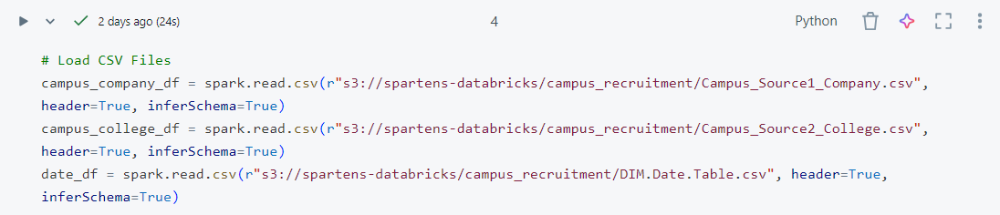 2 days ago (24s) 4 Python
# Load CSV Files
campus_company_df = spark.read.csv(r"s3://spartens-databricks/campus_recruitment/Campus_Source1_Company.csv",
header=True, inferSchema=True)
campus_college_df = spark.read.csv(r"s3://spartens-databricks/campus_recruitment/Campus_Source2_College.csv",
header=True, inferSchema=True)
date_df = spark.read.csv(r"s3://spartens-databricks/campus_recruitment/DIM.Date.Table.csv", header=True,
inferSchema=True)